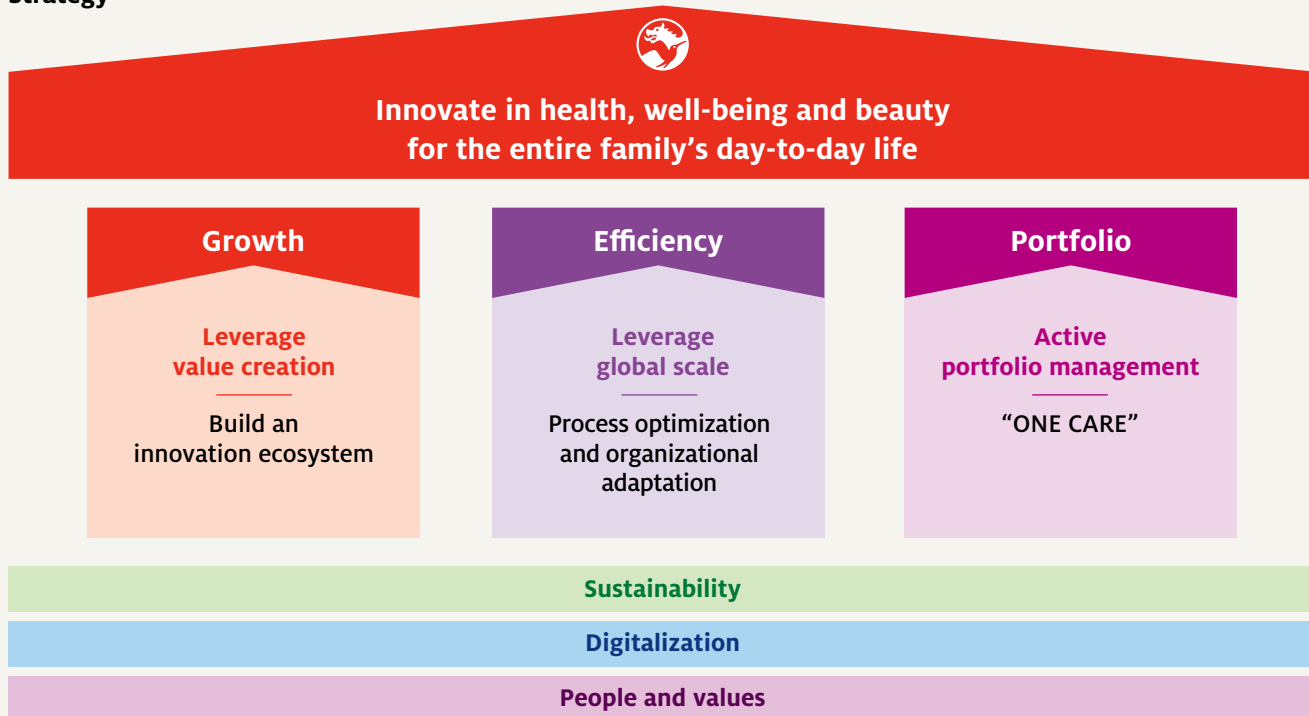 Strategy
Innovate in health, well-being and beauty
for the entire family’s day-to-day life
Growth
Leverage
value creation
Build an
innovation ecosystem
Efficiency
Leverage
global scale
Process optimization
and organizational
adaptation
Portfolio
Active
portfolio management
“ONE CARE”
Sustainability
Digitalization
People and values